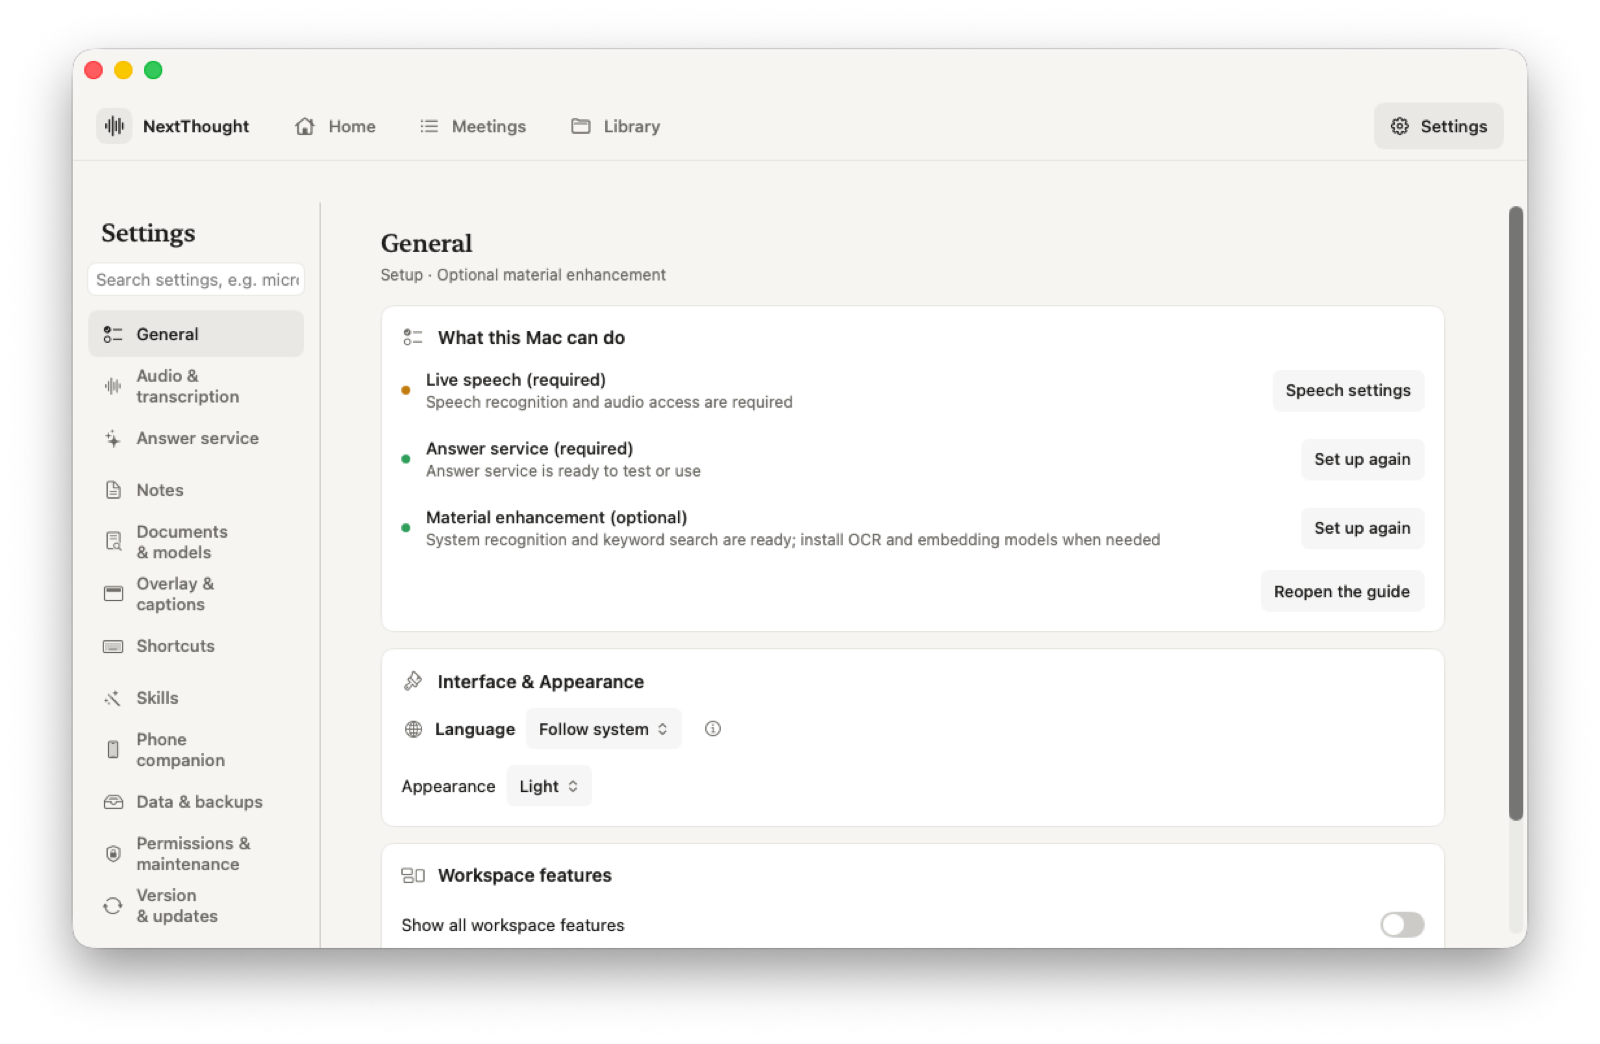 NextThought
Home
Meetings
Library
Settings
Settings
Search settings, e.g. micr
General
Audio &
transcription
Answer service
Notes
Documents
& models
Overlay &
captions
Shortcuts
Skills
Phone
companion
Data & backups
Permissions &
maintenance
Version
& updates
General
Setup · Optional material enhancement
What this Mac can do
Live speech (required)
Speech recognition and audio access are required
Speech settings
Answer service (required)
Answer service is ready to test or use
Set up again
Material enhancement (optional)
System recognition and keyword search are ready; install OCR and embedding models when needed
Set up again
Reopen the guide
Interface & Appearance
Language
Follow system
Appearance
Light
Workspace features
Show all workspace features